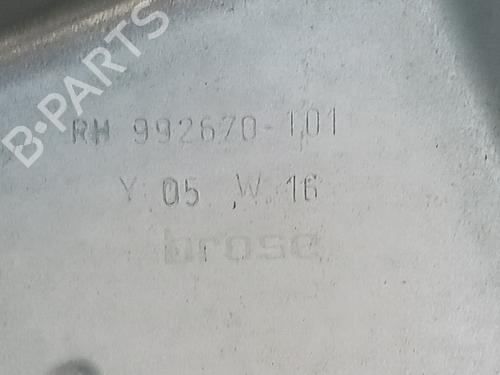 B-PARTS
RH 992670-101
Y 05 W 16
brose